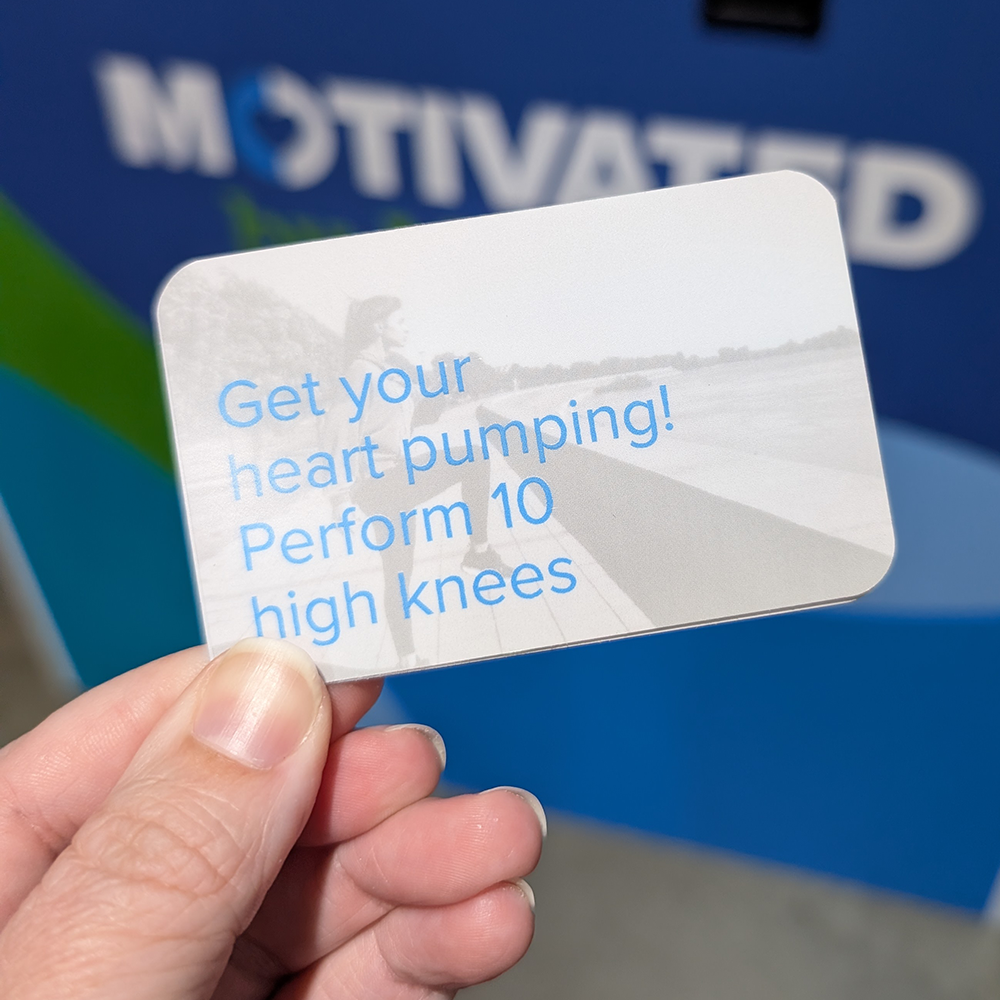 MOTIVATED
Get your
heart pumping!
Perform 10
high knees